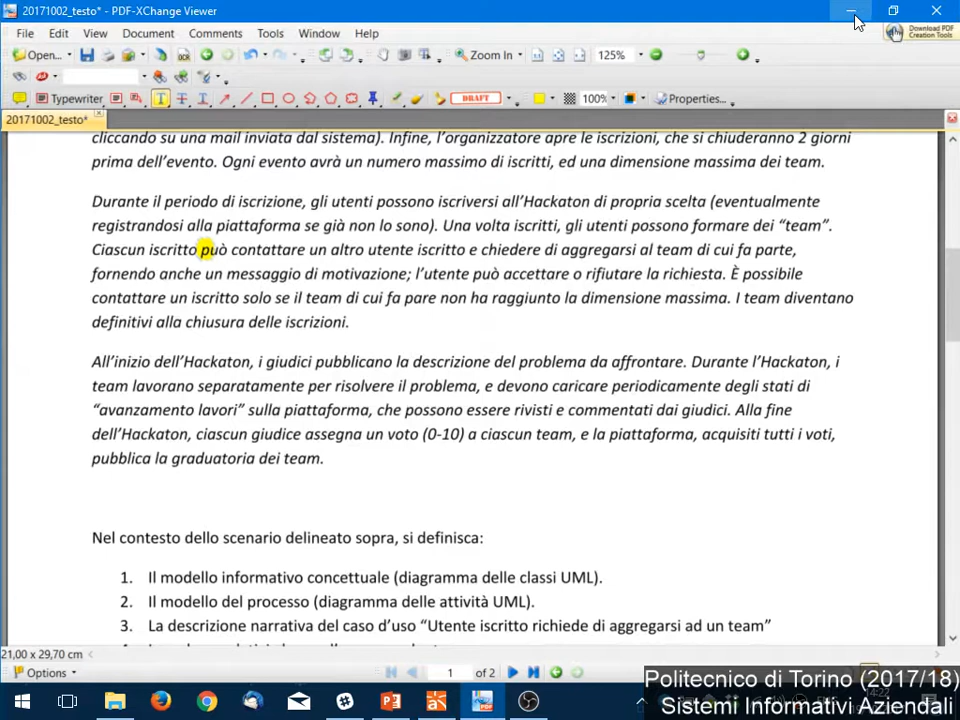 20171002_testo* - PDF-XChange Viewer
File Edit View Document Comments Tools Window Help
Download PDF
Creation Tools
Open... OCR Zoom In 125%
Typewriter DRAFT 100% Properties...
20171002_testo*
cliccando su una mail inviata dal sistema). Infine, l'organizzatore apre le iscrizioni, che si chiuderanno 2 giorni
prima dell'evento. Ogni evento avrà un numero massimo di iscritti, ed una dimensione massima dei team.
Durante il periodo di iscrizione, gli utenti possono iscriversi all'Hackaton di propria scelta (eventualmente
registrandosi alla piattaforma se già non lo sono). Una volta iscritti, gli utenti possono formare dei "team".
Ciascun iscritto può contattare un altro utente iscritto e chiedere di aggregarsi al team di cui fa parte,
fornendo anche un messaggio di motivazione; l'utente può accettare o rifiutare la richiesta. È possibile
contattare un iscritto solo se il team di cui fa pare non ha raggiunto la dimensione massima. I team diventano
definitivi alla chiusura delle iscrizioni.
All'inizio dell'Hackaton, i giudici pubblicano la descrizione del problema da affrontare. Durante l'Hackaton, i
team lavorano separatamente per risolvere il problema, e devono caricare periodicamente degli stati di
"avanzamento lavori" sulla piattaforma, che possono essere rivisti e commentati dai giudici. Alla fine
dell'Hackaton, ciascun giudice assegna un voto (0-10) a ciascun team, e la piattaforma, acquisiti tutti i voti,
pubblica la graduatoria dei team.
Nel contesto dello scenario delineato sopra, si definisca:
1. Il modello informativo concettuale (diagramma delle classi UML).
2. Il modello del processo (diagramma delle attività UML).
3. La descrizione narrativa del caso d'uso "Utente iscritto richiede di aggregarsi ad un team"
21,00 x 29,70 cm
Options 1 of 2
Politecnico di Torino (2017/18)
14:22
Sistemi Informativi Aziendali